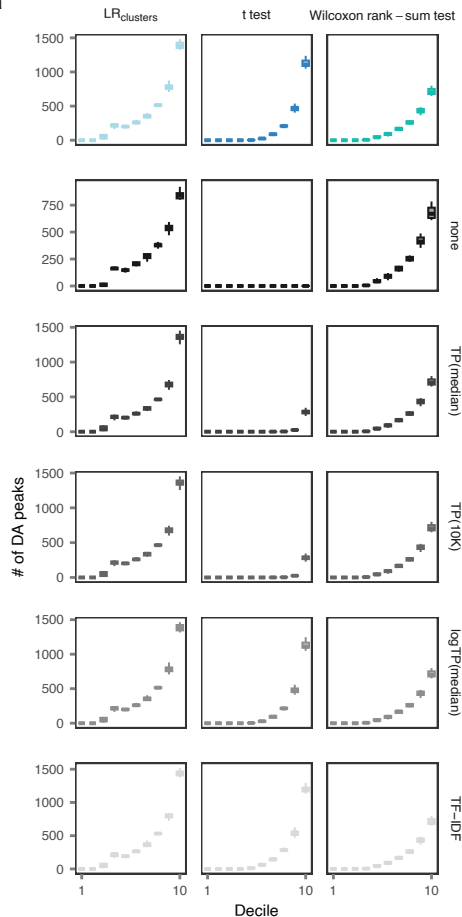 LRclusters t test Wilcoxon rank−sum test
1500
1000
500
0
750
500
250
0
none
1500
1000
500
0
TP(median)
1500
1000
500
0
TP(10K)
1500
1000
500
0
logTP(median)
1500
1000
500
0
TF−IDF
# of DA peaks
1 10 1 10 1 10
Decile